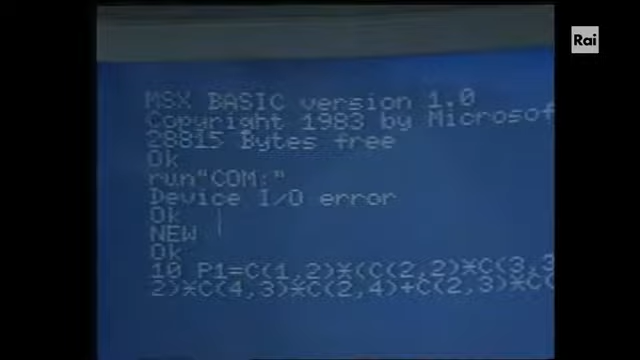 Rai
MSX BASIC version 1.0
Copyright 1983 by Microsof
28815 Bytes free
Ok
run"COM:"
Device I/O error
Ok
NEW
Ok
10 P1=C(1,2)*(C(2,2)*C(3,3
2)*C(4,3)*C(2,4)+C(2,3)*C(